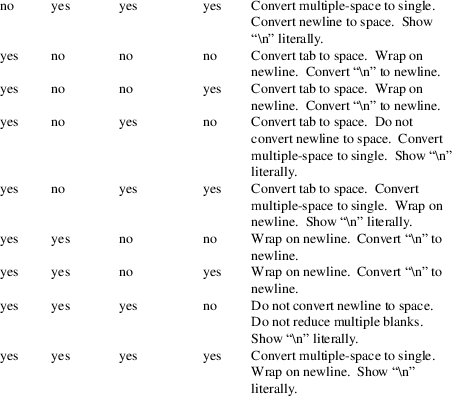 no yes yes yes Convert multiple-space to single.
Convert newline to space. Show
“\n” literally.
yes no no no Convert tab to space. Wrap on
newline. Convert “\n” to newline.
yes no no yes Convert tab to space. Wrap on
newline. Convert “\n” to newline.
yes no yes no Convert tab to space. Do not
convert newline to space. Convert
multiple-space to single. Show “\n”
literally.
yes no yes yes Convert tab to space. Convert
multiple-space to single. Wrap on
newline. Show “\n” literally.
yes yes no no Wrap on newline. Convert “\n” to
newline.
yes yes no yes Wrap on newline. Convert “\n” to
newline.
yes yes yes no Do not convert newline to space.
Do not reduce multiple blanks.
Show “\n” literally.
yes yes yes yes Convert multiple-space to single.
Wrap on newline. Show “\n”
literally.